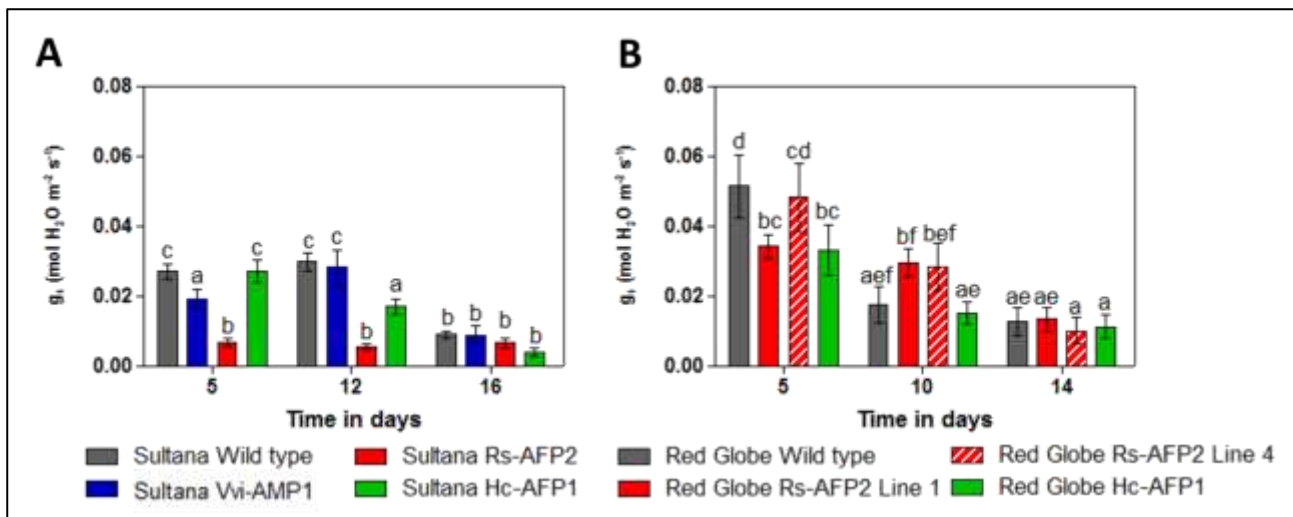 A
B
0.08
0.06
0.04
0.02
0.00
gₛ (mol H₂O m⁻² s⁻¹)
c a b c
c c b a
b b b b
5 12 16
Time in days
0.08
0.06
0.04
0.02
0.00
gₛ (mol H₂O m⁻² s⁻¹)
d bc cd bc
aef bf bef ae
ae ae a a
5 10 14
Time in days
Sultana Wild type
Sultana Rs-AFP2
Sultana Vvi-AMP1
Sultana Hc-AFP1
Red Globe Wild type
Red Globe Rs-AFP2 Line 4
Red Globe Rs-AFP2 Line 1
Red Globe Hc-AFP1